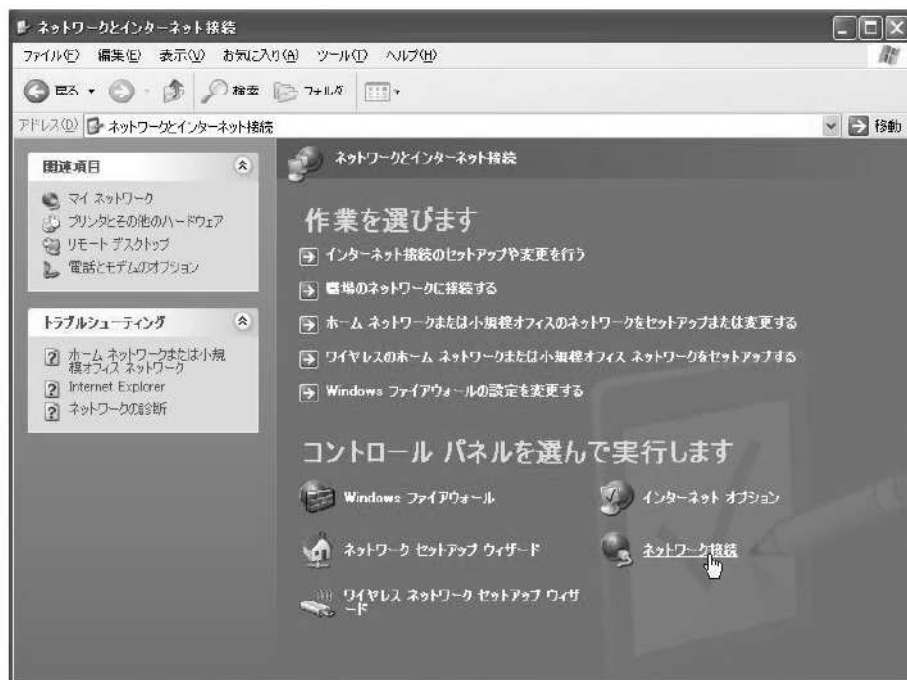 ネットワークとインターネット接続
ファイル(F) 編集(E) 表示(V) お気に入り(A) ツール(T) ヘルプ(H)
戻る 検索 フォルダ
アドレス(D) ネットワークとインターネット接続 移動
関連項目
マイ ネットワーク
プリンタとその他のハードウェア
リモート デスクトップ
電話とモデムのオプション
トラブルシューティング
ホーム ネットワークまたは小規
模オフィス ネットワーク
Internet Explorer
ネットワークの診断
ネットワークとインターネット接続
作業を選びます
インターネット接続のセットアップや変更を行う
職場のネットワークに接続する
ホーム ネットワークまたは小規模オフィスのネットワークをセットアップまたは変更する
ワイヤレスのホーム ネットワークまたは小規模オフィス ネットワークをセットアップする
Windows ファイアウォールの設定を変更する
コントロール パネルを選んで実行します
Windows ファイアウォール
インターネット オプション
ネットワーク セットアップ ウィザード
ネットワーク接続
ワイヤレス ネットワーク セットアップ ウィザ
ード